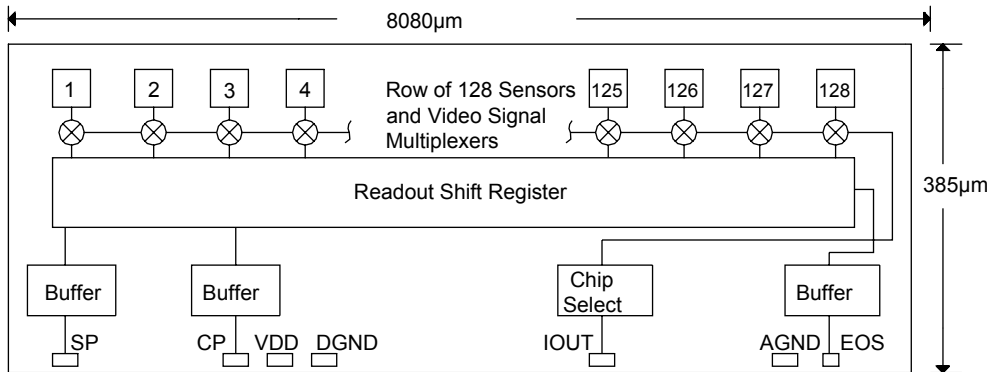 8080µm
1 2 3 4 Row of 128 Sensors 125 126 127 128
and Video Signal
Multiplexers
Readout Shift Register
385µm
Buffer Buffer Chip Buffer
Select
SP CP VDD DGND IOUT AGND EOS